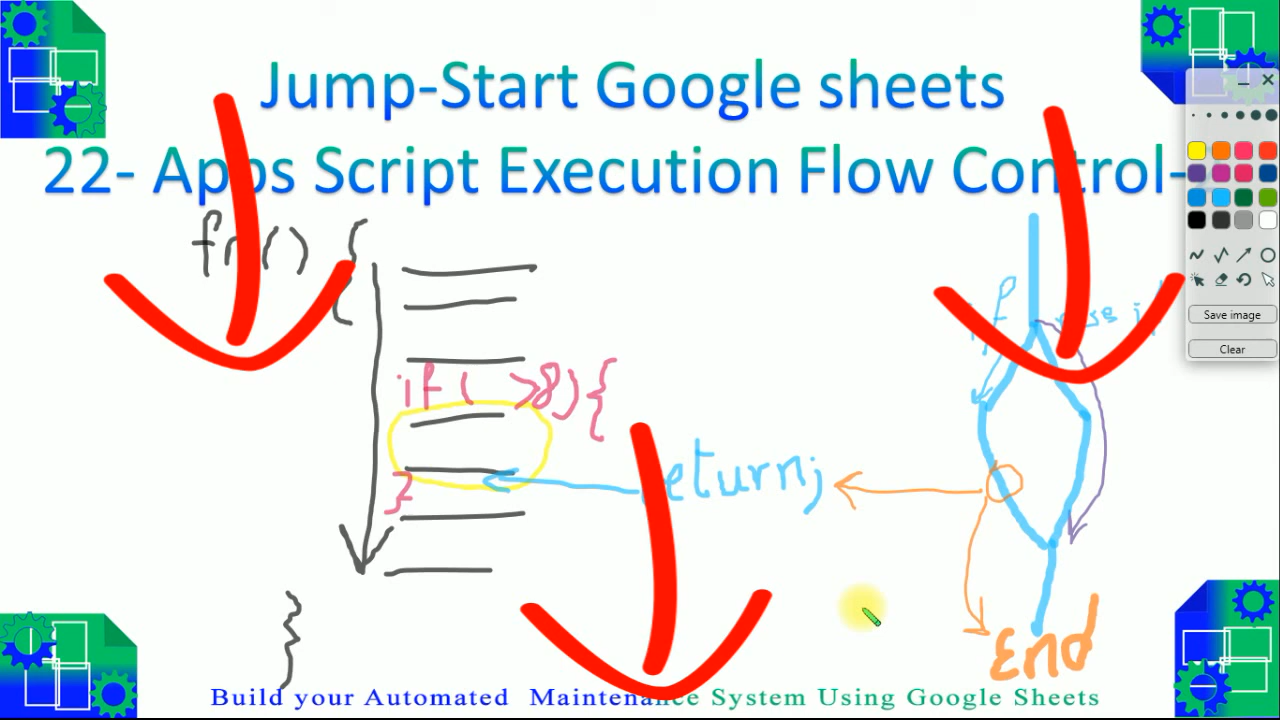 Jump-Start Google sheets
22- Apps Script Execution Flow Control-
fn() {
if( >8){
}
return;
if
}
End
Build your Automated Maintenance System Using Google Sheets
Save image
Clear